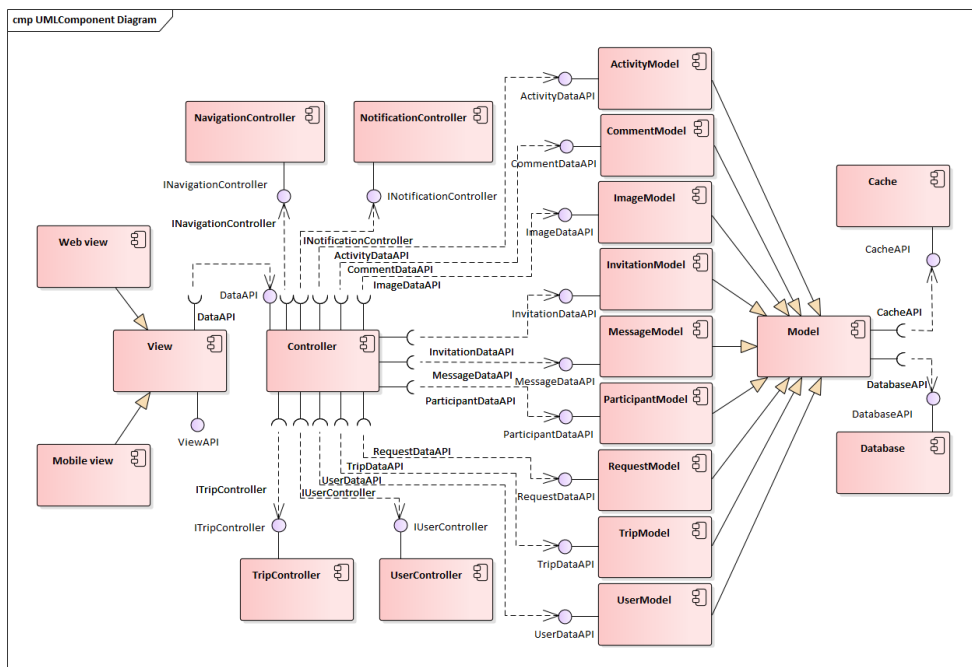 cmp UMLComponent Diagram
ActivityModel
ActivityDataAPI
NavigationController
NotificationController
CommentModel
CommentDataAPI
INavigationController
INotificationController
ImageModel
ImageDataAPI
Cache
CacheAPI
Web view
INavigationController
INotificationController
ActivityDataAPI
CommentDataAPI
ImageDataAPI
InvitationModel
InvitationDataAPI
DataAPI
DataAPI
View
Controller
MessageModel
MessageDataAPI
Model
CacheAPI
InvitationDataAPI
MessageDataAPI
ParticipantDataAPI
ParticipantModel
ParticipantDataAPI
DatabaseAPI
DatabaseAPI
ViewAPI
Mobile view
Database
RequestDataAPI
TripDataAPI
UserDataAPI
IUserController
RequestModel
RequestDataAPI
ITripController
ITripController
IUserController
TripModel
TripDataAPI
TripController
UserController
UserModel
UserDataAPI